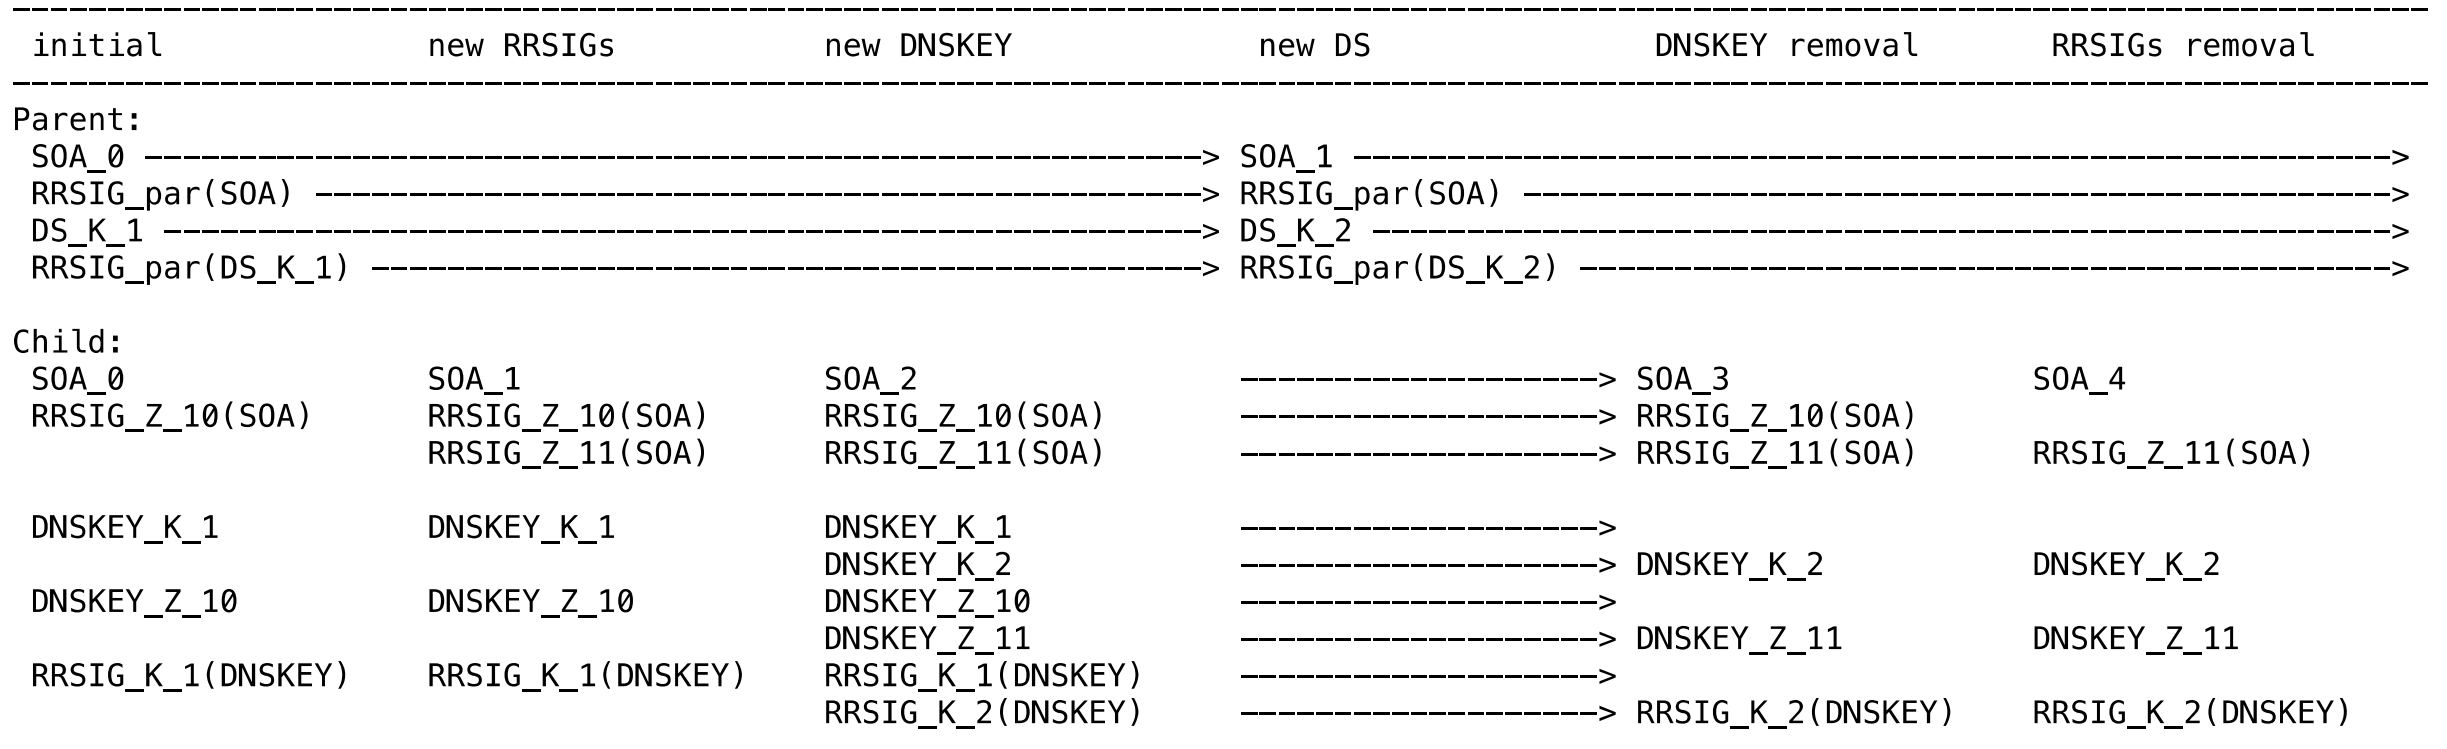 ----------------------------------------------------------------
initial new RRSIGs new DNSKEY new DS DNSKEY removal RRSIGs removal
----------------------------------------------------------------
Parent:
SOA_0 --------------------------------------------------------> SOA_1 ------------------------------------------------------->
RRSIG_par(SOA) -----------------------------------------------> RRSIG_par(SOA) ---------------------------------------------->
DS_K_1 -------------------------------------------------------> DS_K_2 ------------------------------------------------------>
RRSIG_par(DS_K_1) --------------------------------------------> RRSIG_par(DS_K_2) ------------------------------------------->
Child:
SOA_0 SOA_1 SOA_2 -------------------> SOA_3 SOA_4
RRSIG_Z_10(SOA) RRSIG_Z_10(SOA) RRSIG_Z_10(SOA) -------------------> RRSIG_Z_10(SOA)
RRSIG_Z_11(SOA) RRSIG_Z_11(SOA) -------------------> RRSIG_Z_11(SOA) RRSIG_Z_11(SOA)
DNSKEY_K_1 DNSKEY_K_1 DNSKEY_K_1 ------------------->
DNSKEY_K_2 -------------------> DNSKEY_K_2 DNSKEY_K_2
DNSKEY_Z_10 DNSKEY_Z_10 DNSKEY_Z_10 ------------------->
DNSKEY_Z_11 -------------------> DNSKEY_Z_11 DNSKEY_Z_11
RRSIG_K_1(DNSKEY) RRSIG_K_1(DNSKEY) RRSIG_K_1(DNSKEY) ------------------->
RRSIG_K_2(DNSKEY) -------------------> RRSIG_K_2(DNSKEY) RRSIG_K_2(DNSKEY)